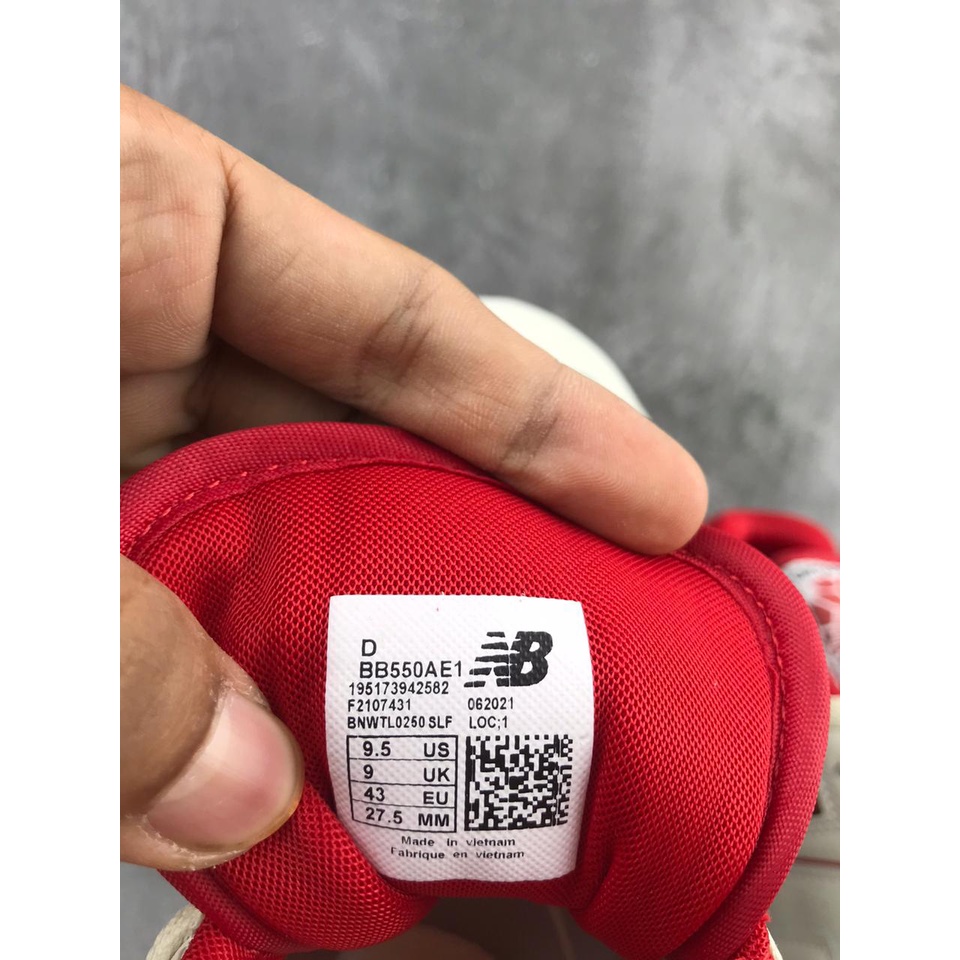 D
BB550AE1
NB
195173942582
F2107431 062021
BNWTL0250 SLF LOC;1
9.5 US
9 UK
43 EU
27.5 MM
Made in vietnam
Fabrique en vietnam